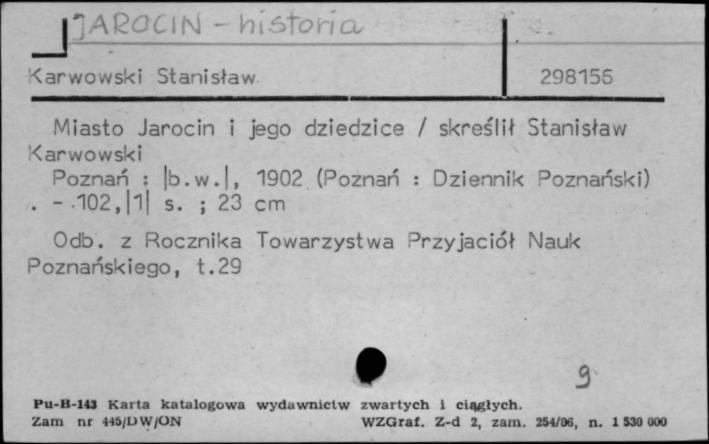 JAROCIN - historia
Karwowski Stanisław 298156
Miasto Jarocin i jego dziedzice / skreślił Stanisław
Karwowski
Poznań : |b.w.|, 1902 (Poznań : Dziennik Poznański)
. - 102,|1| s. ; 23 cm
Odb. z Rocznika Towarzystwa Przyjaciół Nauk
Poznańskiego, t.29
9
Pu-B-143 Karta katalogowa wydawnictw zwartych i ciągłych.
Zam nr 445/DW/ON WZGraf. Z-d 2, zam. 254/86, n. 1 530 000